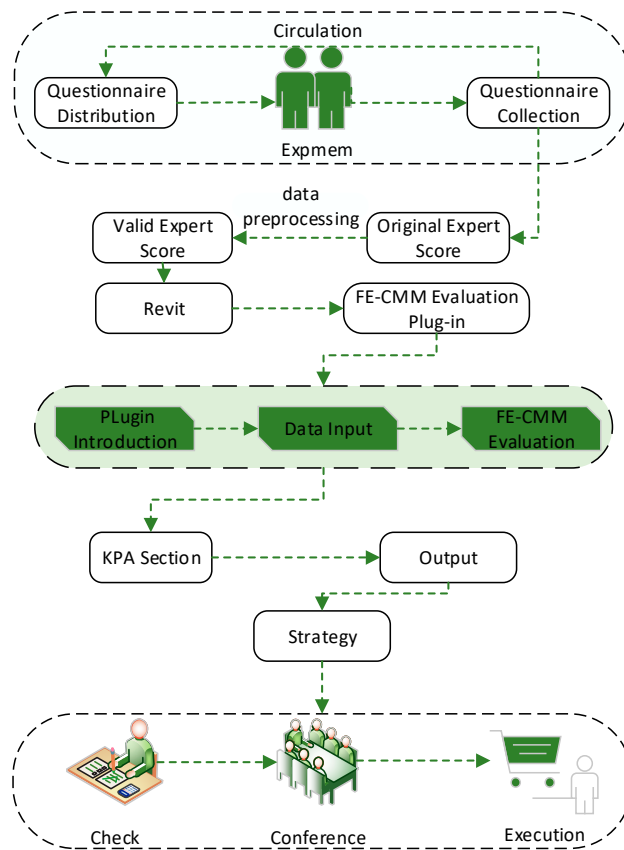 Circulation
Questionnaire
Distribution
Questionnaire
Collection
Expmem
data
preprocessing
Valid Expert
Score
Original Expert
Score
Revit
FE-CMM Evaluation
Plug-in
PLugin
Introduction
Data Input
FE-CMM
Evaluation
KPA Section
Output
Strategy
Check
Conference
Execution